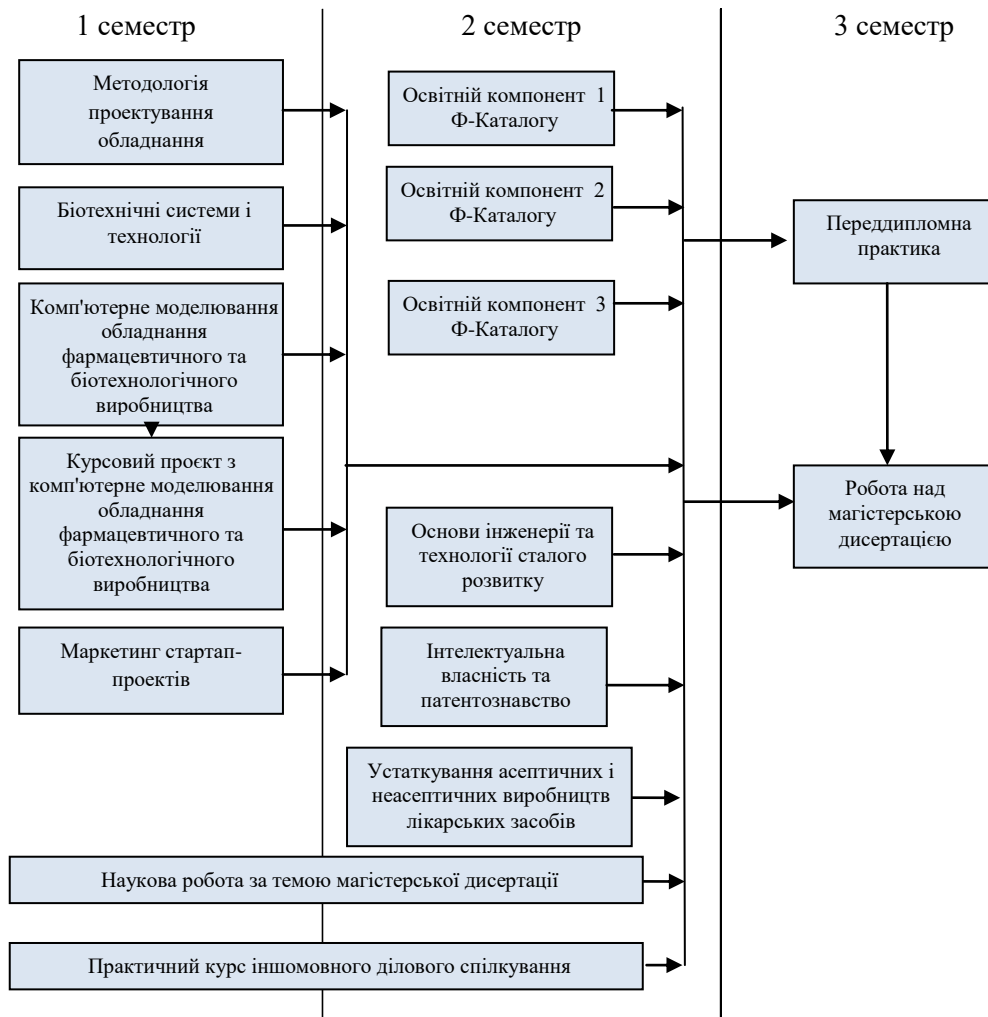 1 семестр
2 семестр
3 семестр
Методологія
проектування
обладнання
Біотехнічні системи і
технології
Комп'ютерне моделювання
обладнання
фармацевтичного та
біотехнологічного
виробництва
Курсовий проєкт з
комп'ютерне моделювання
обладнання
фармацевтичного та
біотехнологічного
виробництва
Маркетинг стартап-
проектів
Освітній компонент 1
Ф-Каталогу
Освітній компонент 2
Ф-Каталогу
Освітній компонент 3
Ф-Каталогу
Основи інженерії та
технології сталого
розвитку
Інтелектуальна
власність та
патентознавство
Устаткування асептичних і
неасептичних виробництв
лікарських засобів
Наукова робота за темою магістерської дисертації
Практичний курс іншомовного ділового спілкування
Переддипломна
практика
Робота над
магістерською
дисертацією